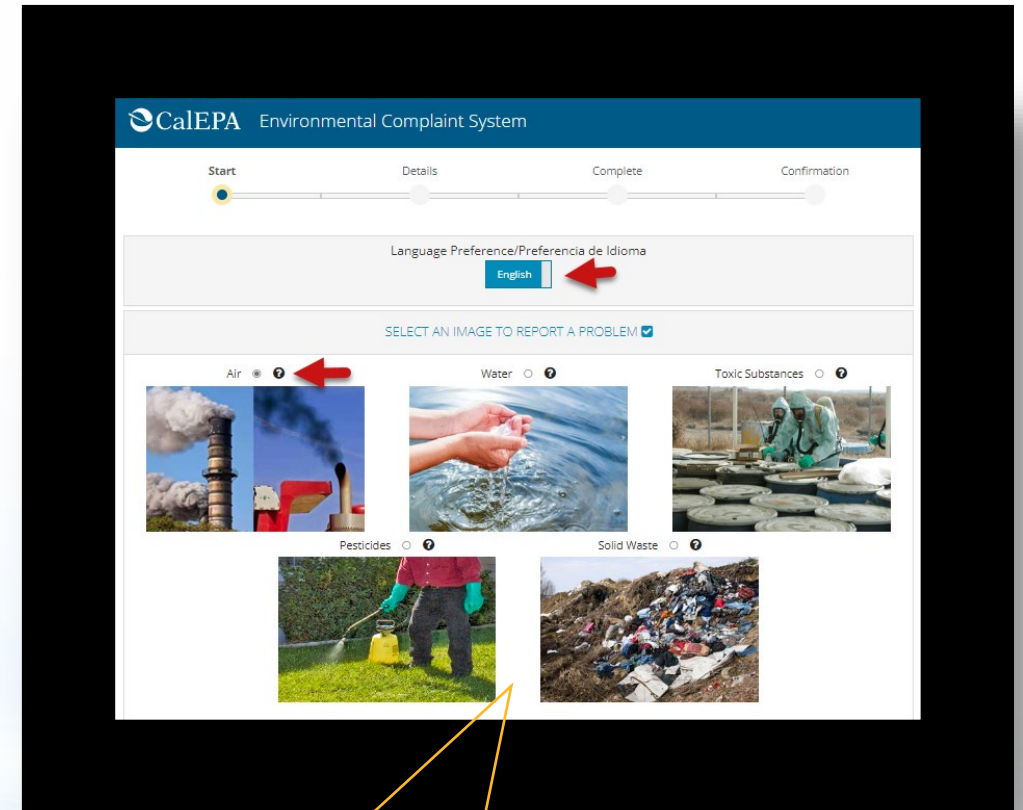 CalEPA Environmental Complaint System
Start Details Complete Confirmation
Language Preference/Preferencia de Idioma
English
SELECT AN IMAGE TO REPORT A PROBLEM
Air Water Toxic Substances
Pesticides Solid Waste